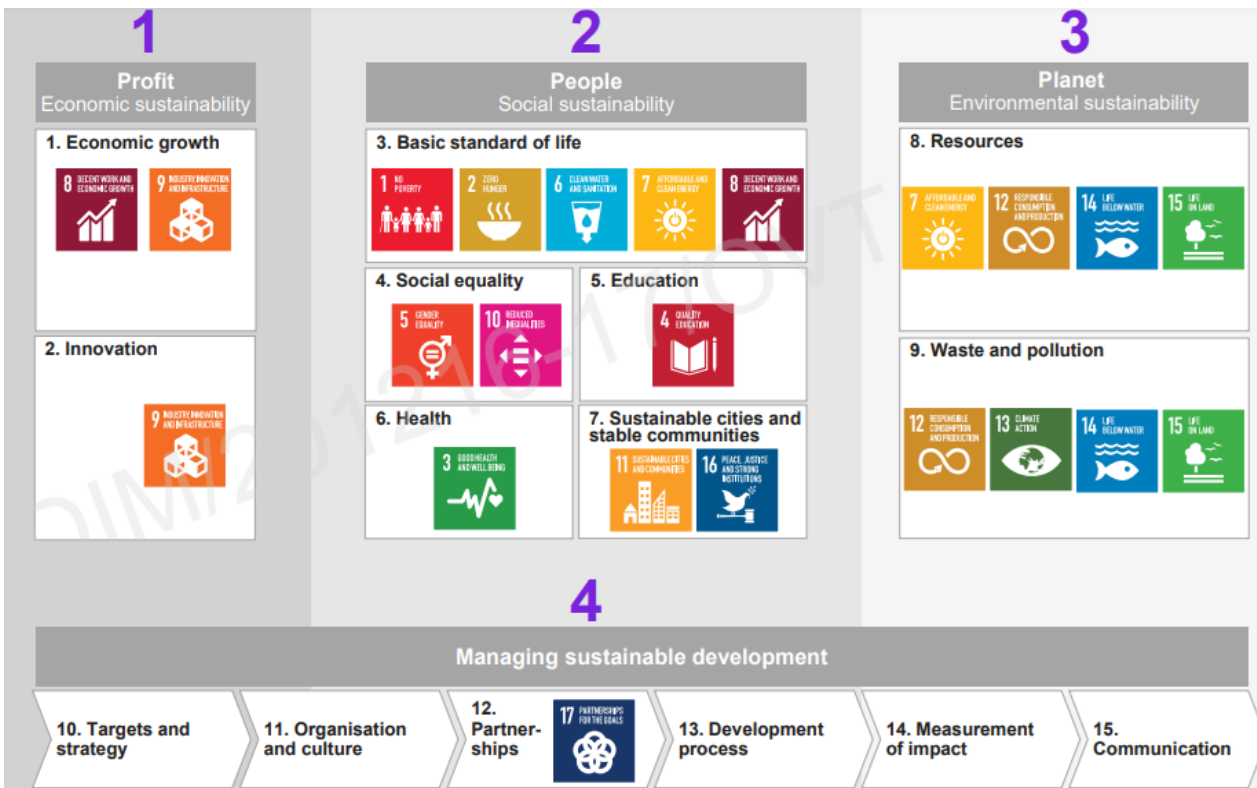 1
2
3
Profit
Economic sustainability
People
Social sustainability
Planet
Environmental sustainability
1. Economic growth
8 DECENT WORK AND
ECONOMIC GROWTH
9 INDUSTRY, INNOVATION
AND INFRASTRUCTURE
2. Innovation
9 INDUSTRY, INNOVATION
AND INFRASTRUCTURE
3. Basic standard of life
1 NO
POVERTY
2 ZERO
HUNGER
6 CLEAN WATER
AND SANITATION
7 AFFORDABLE AND
CLEAN ENERGY
8 DECENT WORK AND
ECONOMIC GROWTH
4. Social equality
5 GENDER
EQUALITY
10 REDUCED
INEQUALITIES
5. Education
4 QUALITY
EDUCATION
6. Health
3 GOOD HEALTH
AND WELL BEING
7. Sustainable cities and
stable communities
11 SUSTAINABLE CITIES
AND COMMUNITIES
16 PEACE, JUSTICE
AND STRONG
INSTITUTIONS
8. Resources
7 AFFORDABLE AND
CLEAN ENERGY
12 RESPONSIBLE
CONSUMPTION
AND PRODUCTION
14 LIFE
BELOW WATER
15 LIFE
ON LAND
9. Waste and pollution
12 RESPONSIBLE
CONSUMPTION
AND PRODUCTION
13 CLIMATE
ACTION
14 LIFE
BELOW WATER
15 LIFE
ON LAND
DIM/201216-17/OVT
4
Managing sustainable development
10. Targets and
strategy
11. Organisation
and culture
12.
Partner-
ships
17 PARTNERSHIPS
FOR THE GOALS
13. Development
process
14. Measurement
of impact
15.
Communication